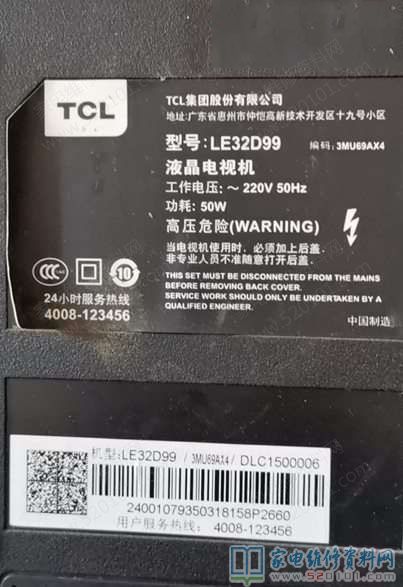 TCL
TCL集团股份有限公司
地址:广东省惠州市仲恺高新技术开发区十九号小区
型号:LE32D99
编码:3MU69AX4
液晶电视机
工作电压:～220V 50Hz
功耗:50W
高压危险(WARNING)
当电视机使用时,必须加上后盖,
非专业人员不准随意打开后盖。
THIS SET MUST BE DISCONNECTED FROM THE MAINS
BEFORE REMOVING BACK COVER.
SERVICE WORK SHOULD ONLY BE UNDERTAKEN BY A
QUALIFIED ENGINEER.
10
24小时服务热线
4008-123456
中国制造
机型:LE32D99 / 3MU69AX4 / DLC1500006
24001079350318158P2660
用户服务热线: 4008-123456
家电维修资料网
www.520101.com